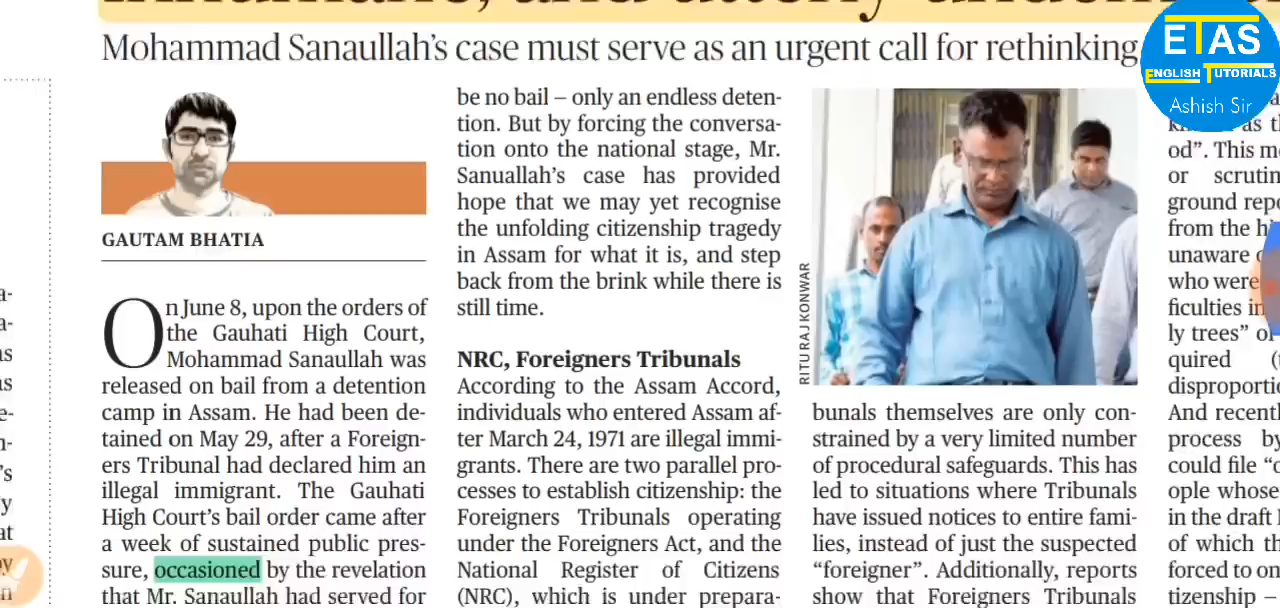 Mohammad Sanaullah's case must serve as an urgent call for rethinking
ETAS
ENGLISH TUTORIALS
Ashish Sir
GAUTAM BHATIA
On June 8, upon the orders of
the Gauhati High Court,
Mohammad Sanaullah was
released on bail from a detention
camp in Assam. He had been de-
tained on May 29, after a Foreign-
ers Tribunal had declared him an
illegal immigrant. The Gauhati
High Court's bail order came after
a week of sustained public pres-
sure, occasioned by the revelation
that Mr. Sanaullah had served for
be no bail – only an endless deten-
tion. But by forcing the conversa-
tion onto the national stage, Mr.
Sanuallah's case has provided
hope that we may yet recognise
the unfolding citizenship tragedy
in Assam for what it is, and step
back from the brink while there is
still time.
NRC, Foreigners Tribunals
According to the Assam Accord,
individuals who entered Assam af-
ter March 24, 1971 are illegal immi-
grants. There are two parallel pro-
cesses to establish citizenship: the
Foreigners Tribunals operating
under the Foreigners Act, and the
National Register of Citizens
(NRC), which is under prepara-
RITU RAJ KONWAR
bunals themselves are only con-
strained by a very limited number
of procedural safeguards. This has
led to situations where Tribunals
have issued notices to entire fami-
lies, instead of just the suspected
"foreigner". Additionally, reports
show that Foreigners Tribunals
od". This
or
ground
from the
unaware
who were
in
ly trees"
And
process by
could file
ople whose
in the draft
of which
forced to
tizenship –